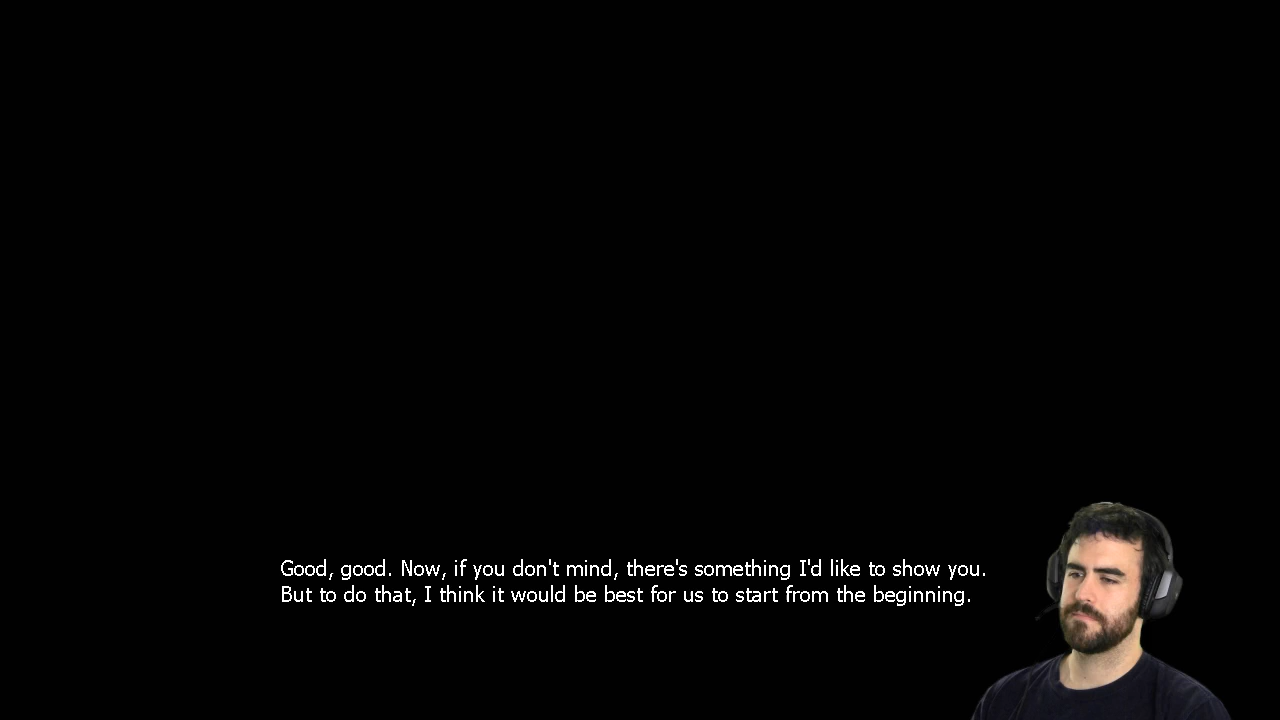 Good, good. Now, if you don't mind, there's something I'd like to show you.
But to do that, I think it would be best for us to start from the beginning.